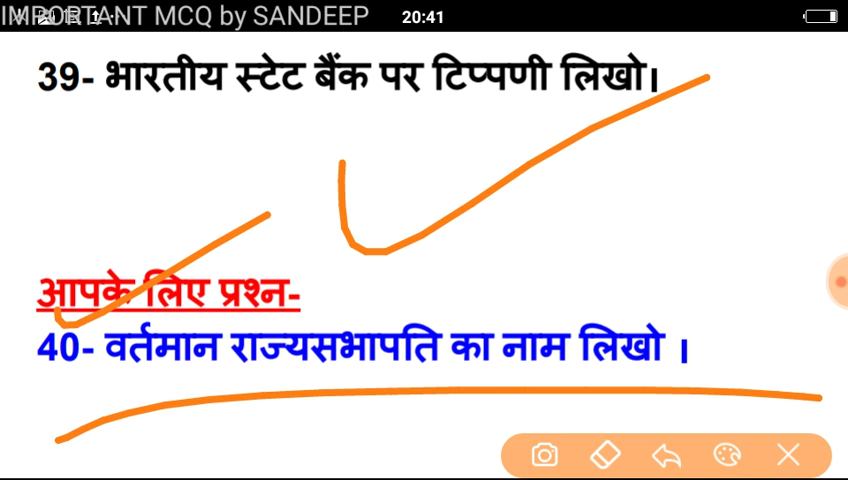 IMPORTANT MCQ by SANDEEP
20:41
39- भारतीय स्टेट बैंक पर टिप्पणी लिखो।
आपके लिए प्रश्न-
40- वर्तमान राज्यसभापति का नाम लिखो ।